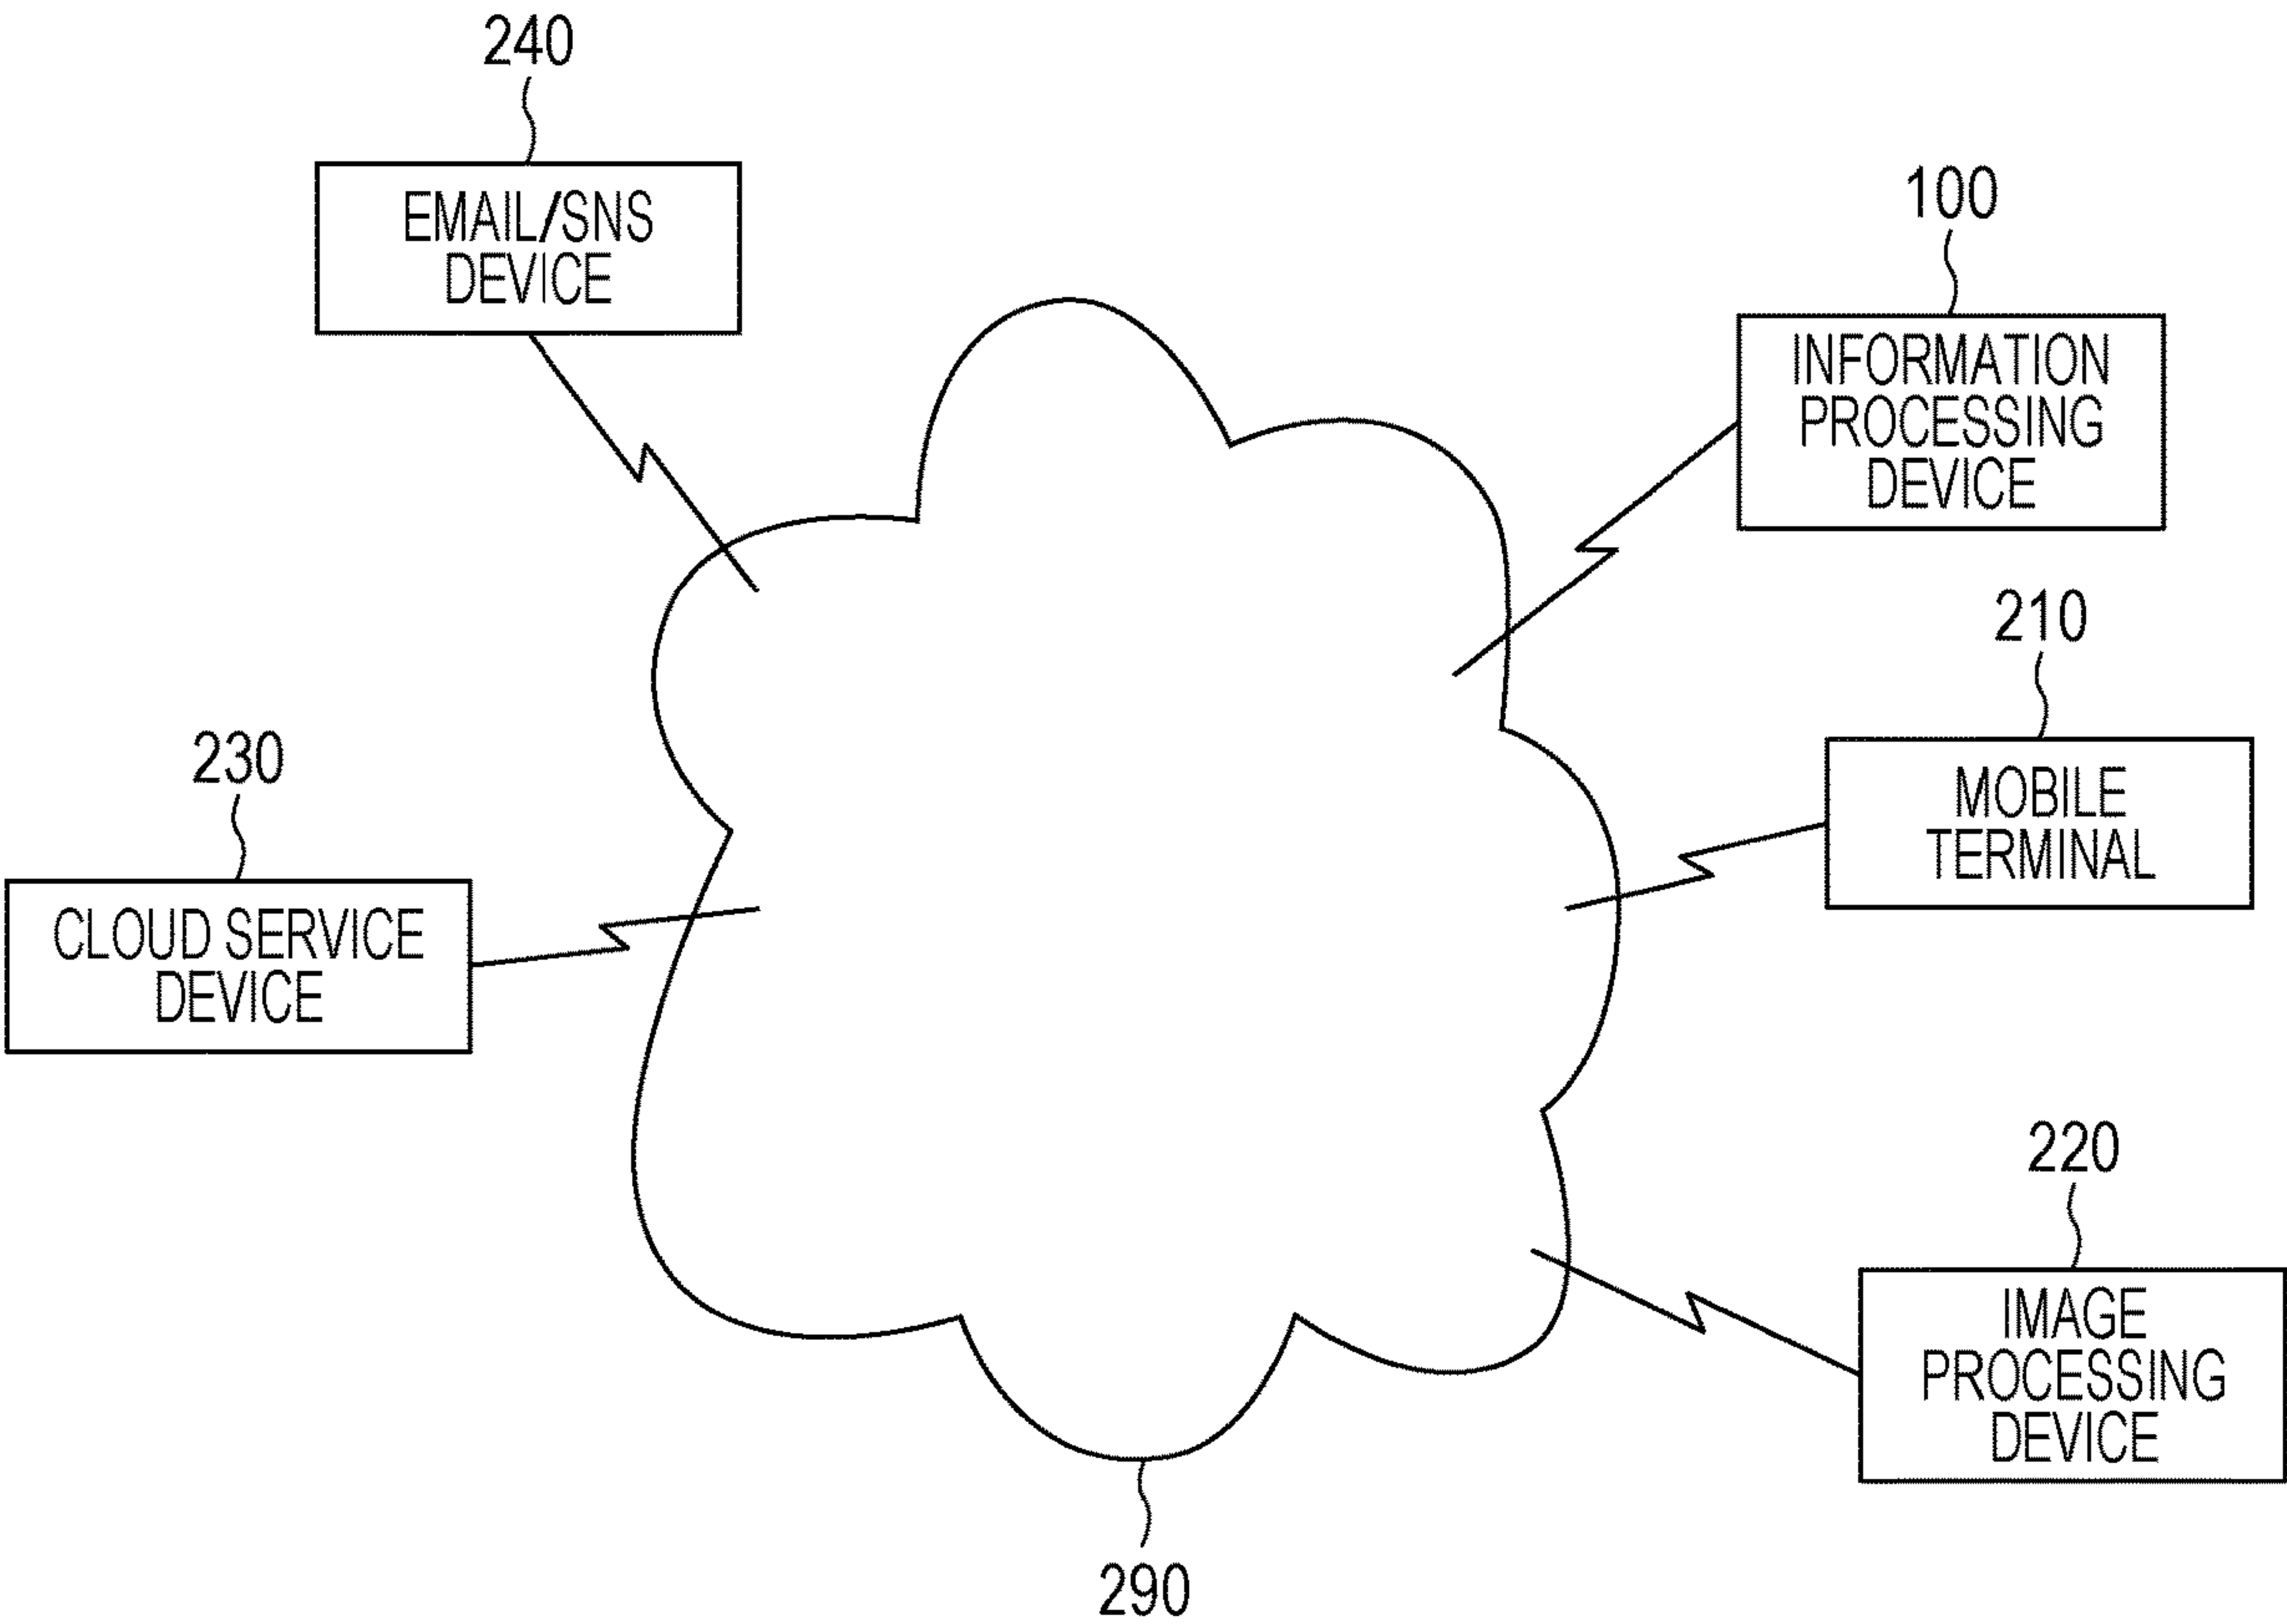 240
EMAIL/SNS
DEVICE
100
INFORMATION
PROCESSING
DEVICE
210
MOBILE
TERMINAL
230
CLOUD SERVICE
DEVICE
220
IMAGE
PROCESSING
DEVICE
290